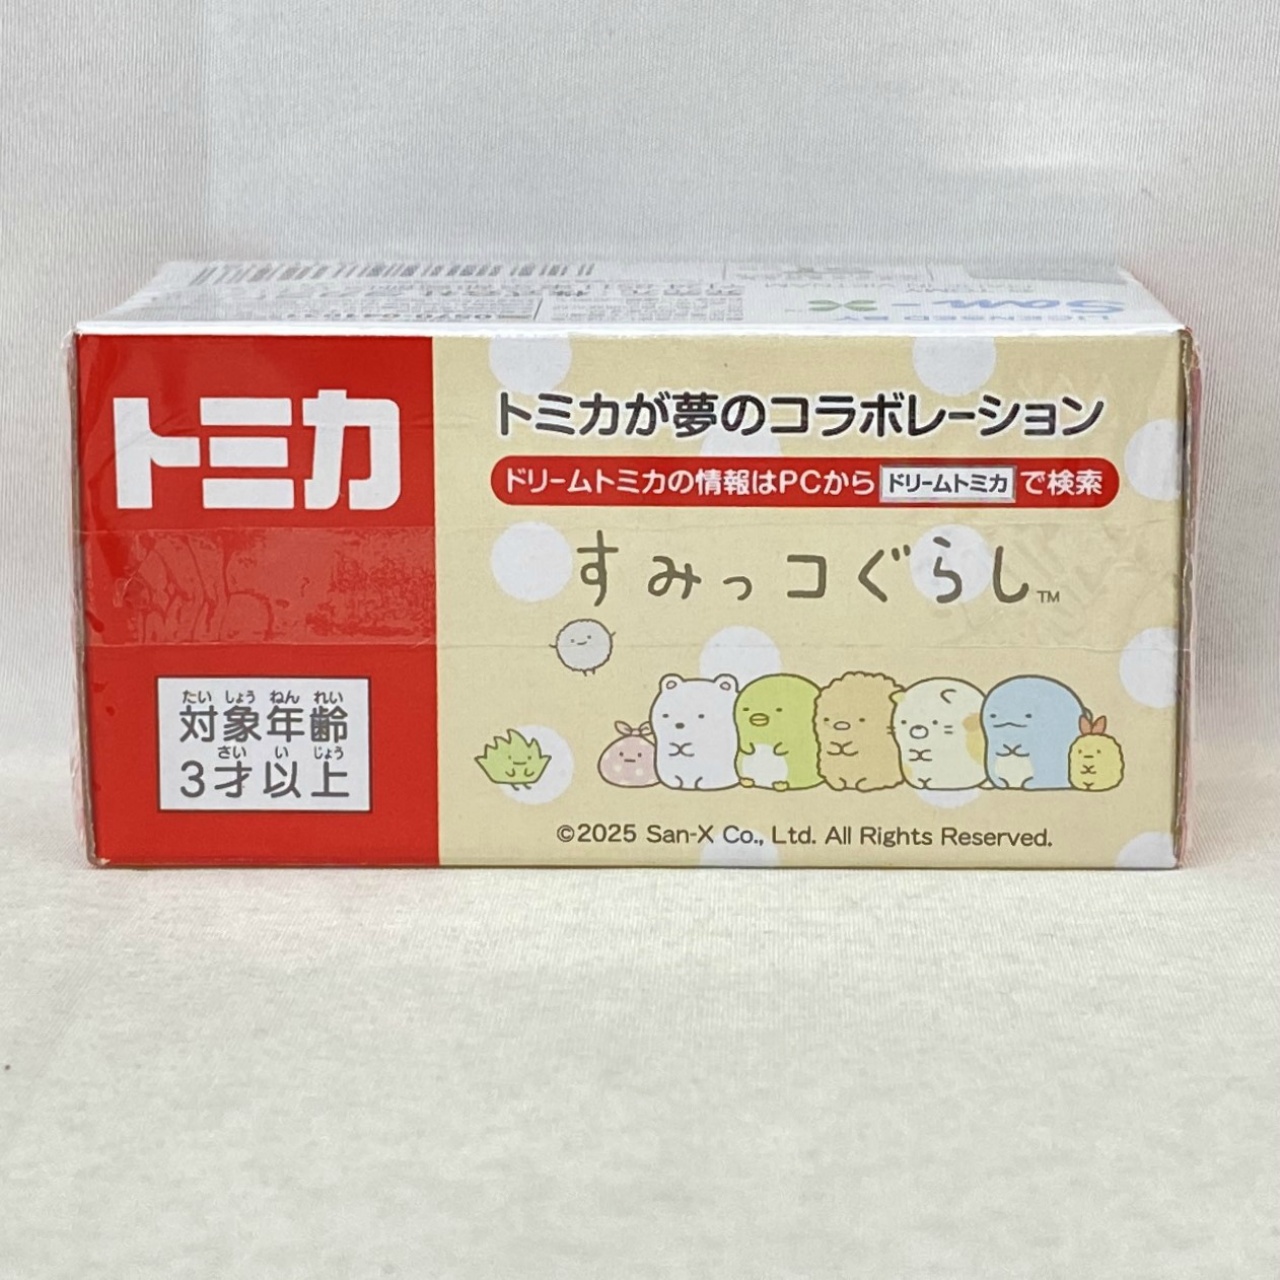 LICENSED BY San-X
トミカ
トミカが夢のコラボレーション
ドリームトミカの情報はPCから ドリームトミカ で検索
すみっコぐらし™
たいしょうねんれい
対象年齢
さいいじょう
3才以上
©2025 San-X Co., Ltd. All Rights Reserved.